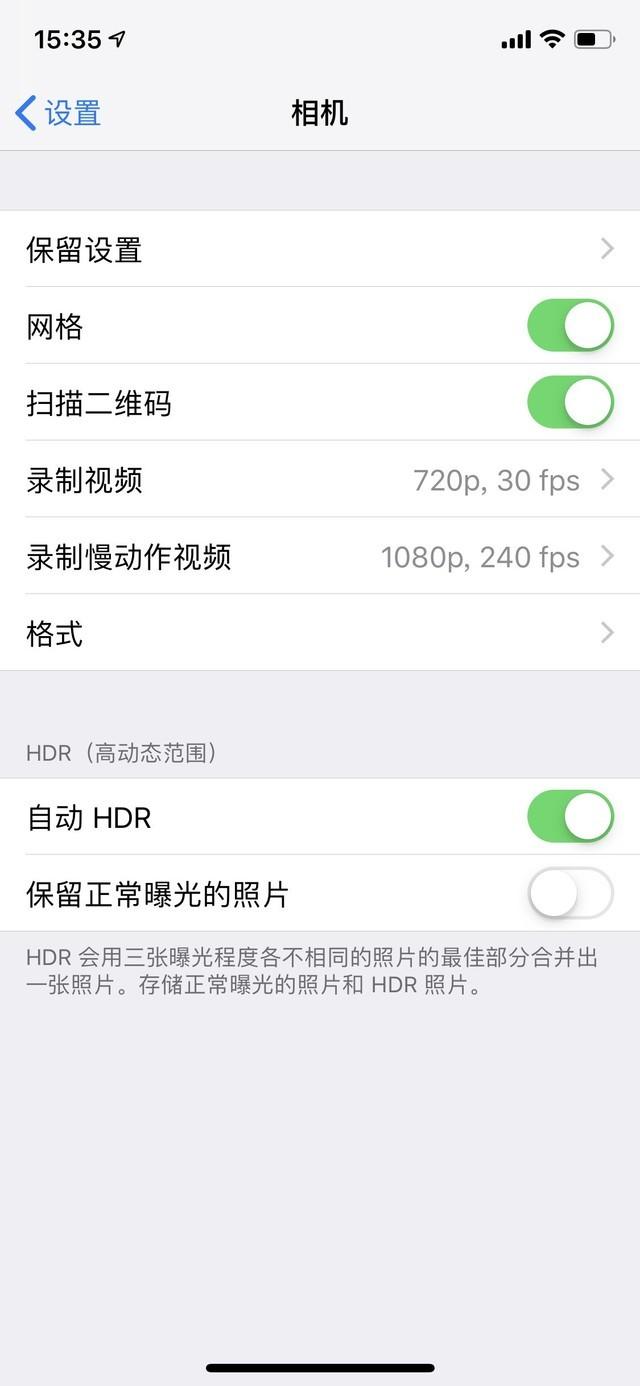 15:35
设置
相机
保留设置
网格
扫描二维码
录制视频 720p, 30 fps
录制慢动作视频 1080p, 240 fps
格式
HDR（高动态范围）
自动 HDR
保留正常曝光的照片
HDR 会用三张曝光程度各不相同的照片的最佳部分合并出
一张照片。存储正常曝光的照片和 HDR 照片。